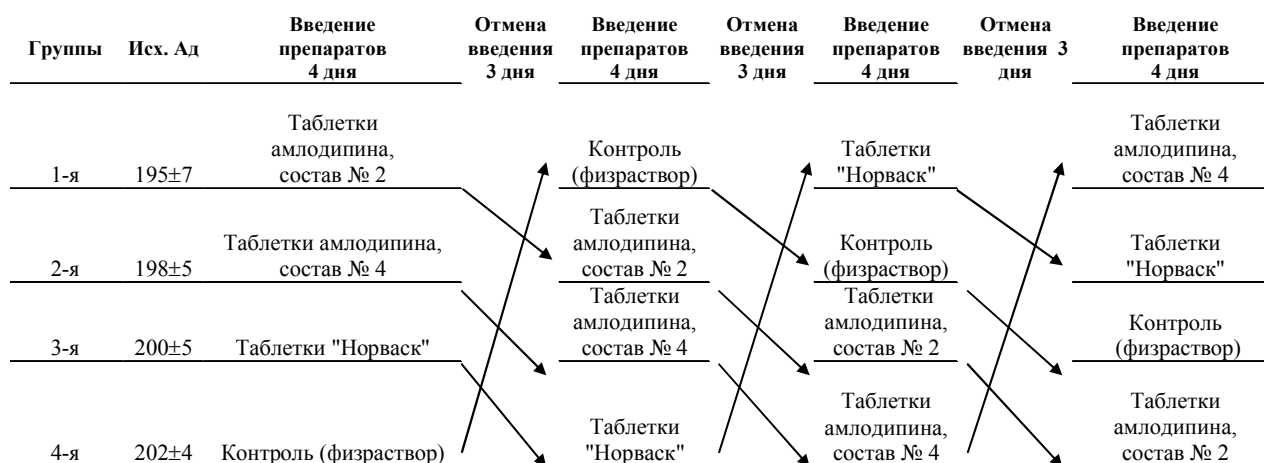 Группы Исх. Ад Введение препаратов 4 дня Отмена введения 3 дня Введение препаратов 4 дня Отмена введения 3 дня Введение препаратов 4 дня Отмена введения 3 дня Введение препаратов 4 дня
1-я 195±7 Таблетки амлодипина, состав № 2 Контроль (физраствор) Таблетки "Норваск" Таблетки амлодипина, состав № 4
2-я 198±5 Таблетки амлодипина, состав № 4 Таблетки амлодипина, состав № 2 Контроль (физраствор) Таблетки "Норваск"
3-я 200±5 Таблетки "Норваск" Таблетки амлодипина, состав № 4 Таблетки амлодипина, состав № 2 Контроль (физраствор)
4-я 202±4 Контроль (физраствор) Таблетки "Норваск" Таблетки амлодипина, состав № 4 Таблетки амлодипина, состав № 2